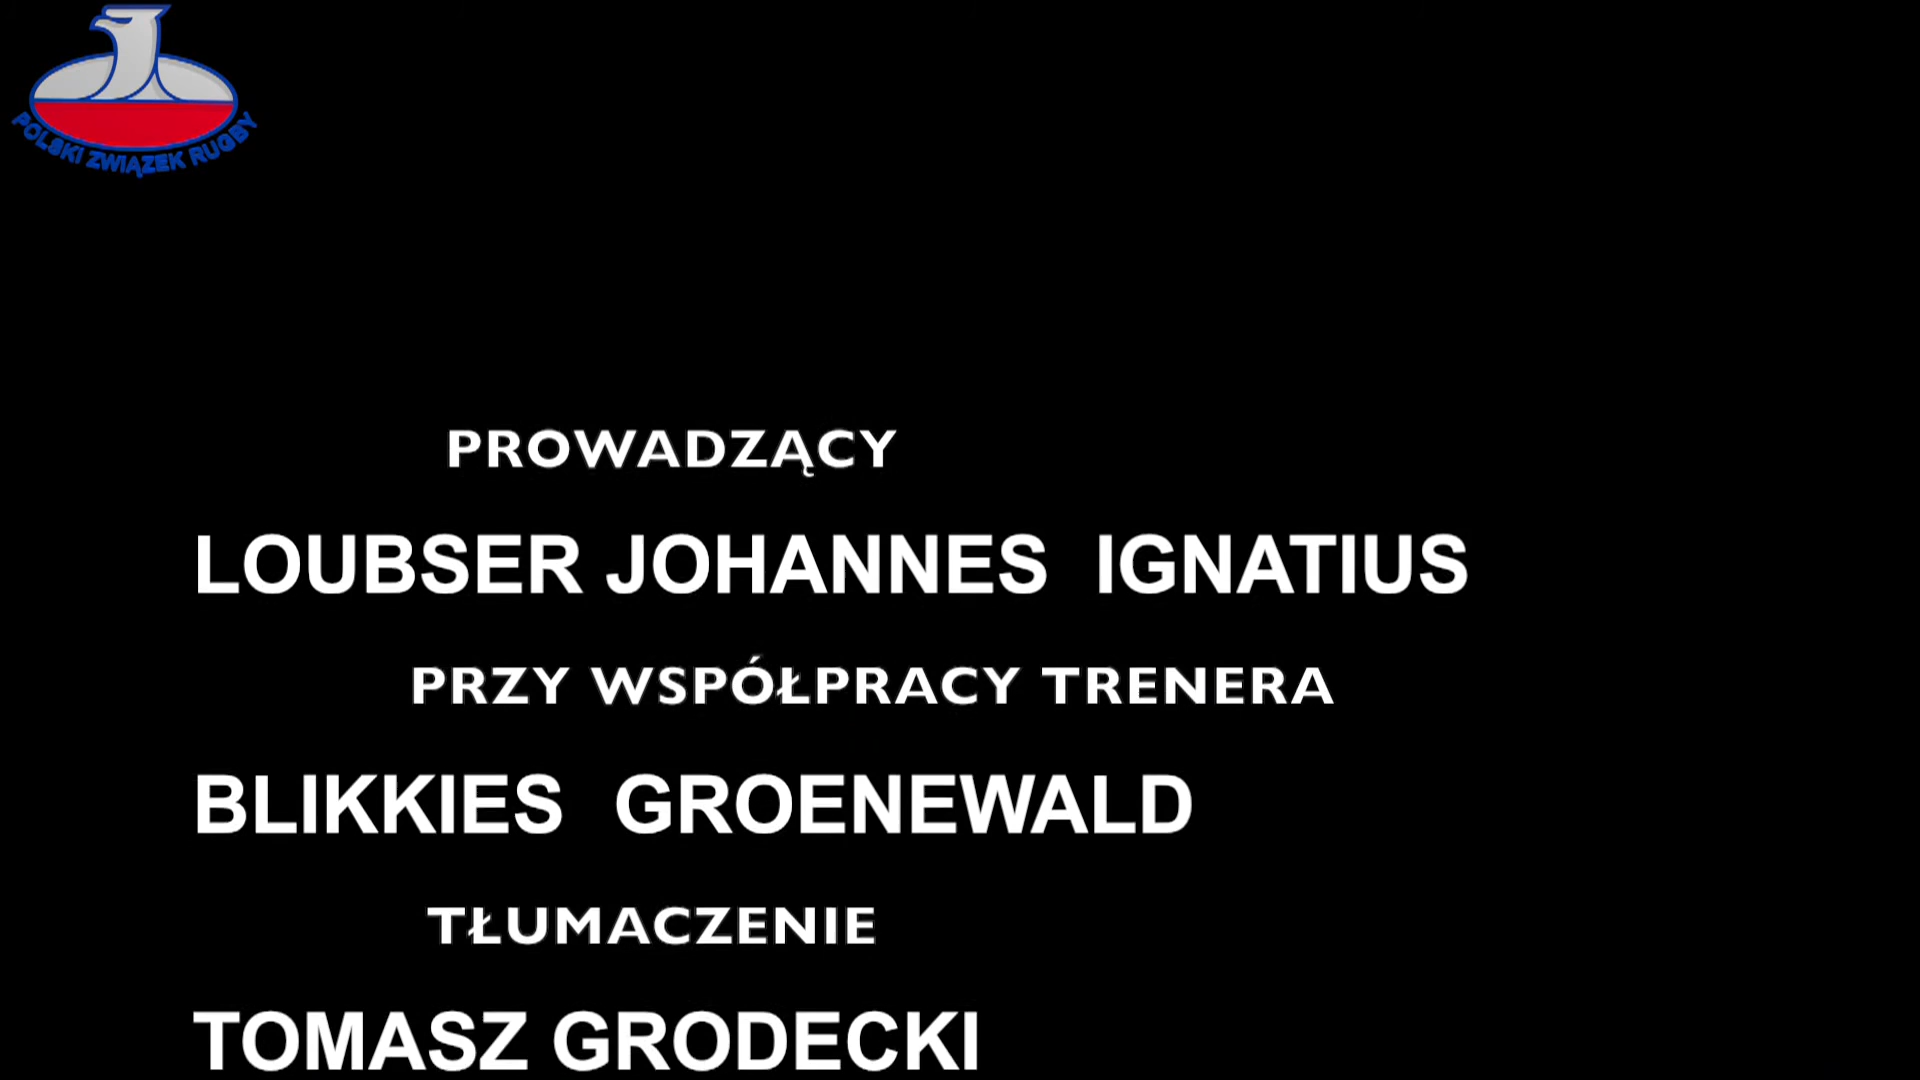 POLSKI ZWIĄZEK RUGBY
PROWADZĄCY
LOUBSER JOHANNES IGNATIUS
PRZY WSPÓŁPRACY TRENERA
BLIKKIES GROENEWALD
TŁUMACZENIE
TOMASZ GRODECKI